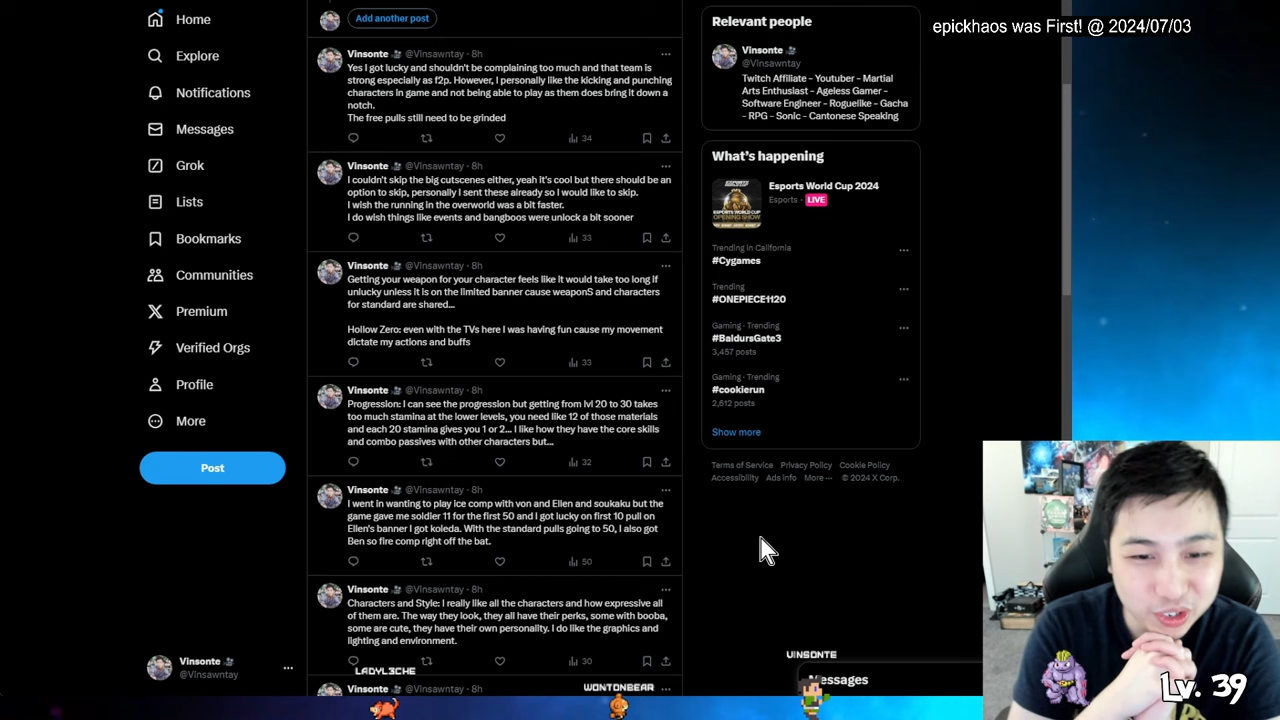 Home
Explore
Notifications
Messages
Grok
Lists
Bookmarks
Communities
Premium
Verified Orgs
Profile
More
Post
Vinsonte
@VInsawntay
Add another post
Vinsonte @VInsawntay · 8h
Yes I got lucky and shouldn't be complaining too much and that team is
strong especially as f2p. However, I personally like the kicking and punching
characters in game and not being able to play as them does bring it down a
notch.
The free pulls still need to be grinded
34
Vinsonte @VInsawntay · 8h
I couldn't skip the big cutscenes either, yeah it's cool but there should be an
option to skip, personally I sent these already so I would like to skip.
I wish the running in the overworld was a bit faster.
I do wish things like events and bangboos were unlock a bit sooner
33
Vinsonte @VInsawntay · 8h
Getting your weapon for your character feels like it would take too long if
unlucky unless it is on the limited banner cause weaponS and characters
for standard are shared...
Hollow Zero: even with the TVs here I was having fun cause my movement
dictate my actions and buffs
33
Vinsonte @VInsawntay · 8h
Progression: I can see the progression but getting from lvl 20 to 30 takes
too much stamina at the lower levels, you need like 12 of those materials
and each 20 stamina gives you 1 or 2... I like how they have the core skills
and combo passives with other characters but...
32
Vinsonte @VInsawntay · 8h
I went in wanting to play ice comp with von and Ellen and soukaku but the
game gave me soldier 11 for the first 50 and I got lucky on first 10 pull on
Ellen's banner I got koleda. With the standard pulls going to 50, I also got
Ben so fire comp right off the bat.
50
Vinsonte @VInsawntay · 8h
Characters and Style: I really like all the characters and how expressive all
of them are. The way they look, they all have their perks, some with booba,
some are cute, they have their own personality. I do like the graphics and
lighting and environment.
30
Vinsonte @VInsawntay · 8h
Relevant people
Vinsonte
@VInsawntay
Twitch Affiliate - Youtuber - Martial
Arts Enthusiast - Ageless Gamer -
Software Engineer - Roguelike - Gacha
- RPG - Sonic - Cantonese Speaking
What's happening
Esports World Cup 2024
Esports · LIVE
Trending in California
#Cygames
Trending
#ONEPIECE1120
Gaming · Trending
#BaldursGate3
3,457 posts
Gaming · Trending
#cookierun
2,612 posts
Show more
Terms of Service Privacy Policy Cookie Policy
Accessibility Ads Info More ··· © 2024 X Corp.
Messages
epickhaos was First! @ 2024/07/03
LADYL3CHE
WONTONBEAR
VINSONTE
Lv. 39